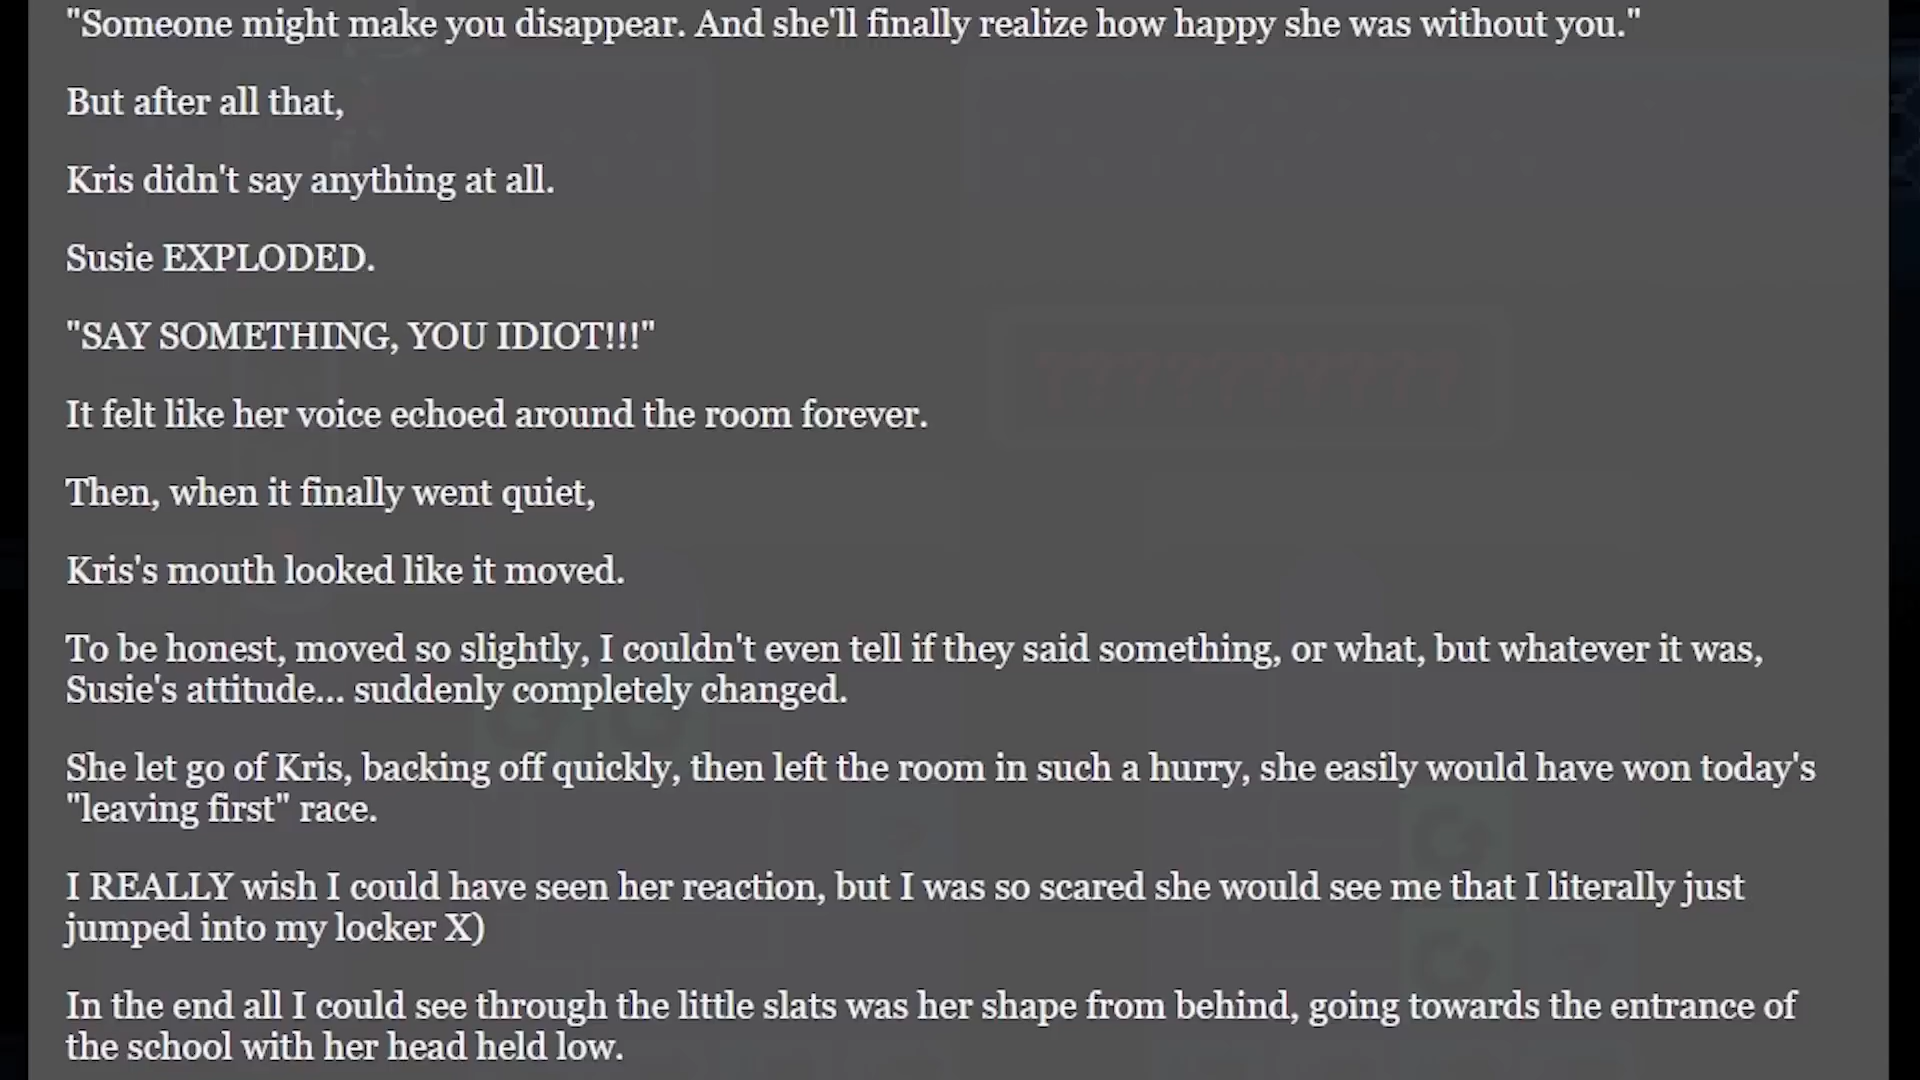 "Someone might make you disappear. And she'll finally realize how happy she was without you."
But after all that,
Kris didn't say anything at all.
Susie EXPLODED.
"SAY SOMETHING, YOU IDIOT!!!"
It felt like her voice echoed around the room forever.
Then, when it finally went quiet,
Kris's mouth looked like it moved.
To be honest, moved so slightly, I couldn't even tell if they said something, or what, but whatever it was,
Susie's attitude... suddenly completely changed.
She let go of Kris, backing off quickly, then left the room in such a hurry, she easily would have won today's
"leaving first" race.
I REALLY wish I could have seen her reaction, but I was so scared she would see me that I literally just
jumped into my locker X)
In the end all I could see through the little slats was her shape from behind, going towards the entrance of
the school with her head held low.